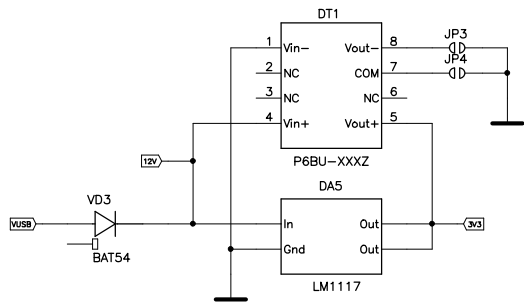 DT1
1 Vin- Vout- 8 JP3
2 NC COM 7 JP4
3 NC NC 6
4 Vin+ Vout+ 5
P6BU-XXXZ
12V
DA5
VD3
VUSB In Out 3V3
Gnd Out
BAT54
LM1117